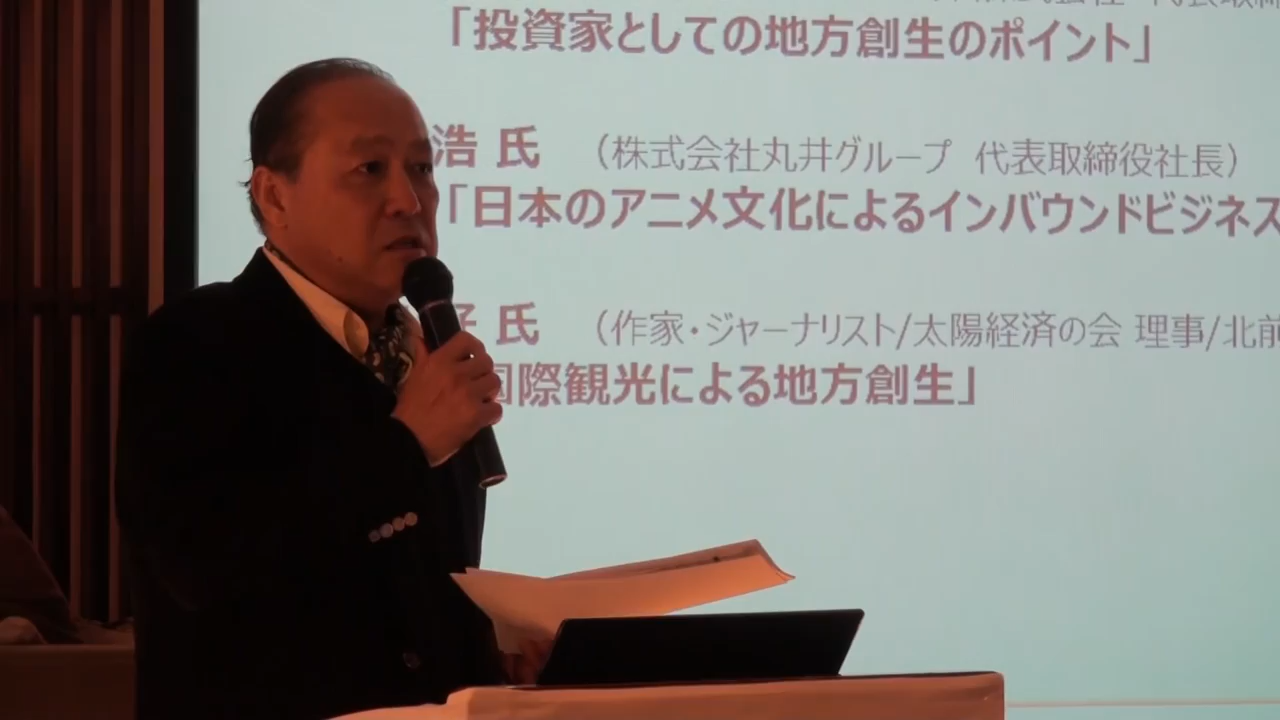 「投資家としての地方創生のポイント」
浩 氏 （株式会社丸井グループ 代表取締役社長）
「日本のアニメ文化によるインバウンドビジネス
氏 （作家・ジャーナリスト/太陽経済の会 理事/北前
国際観光による地方創生」